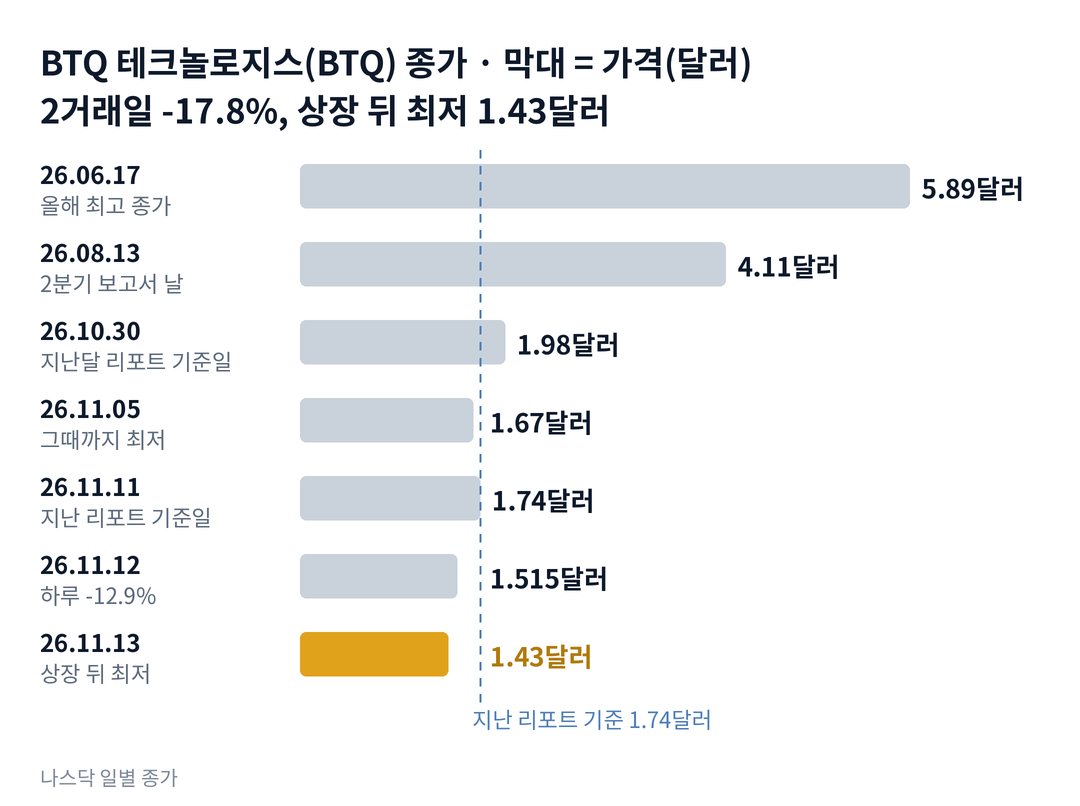 BTQ 테크놀로지스(BTQ) 종가 · 막대 = 가격(달러)
2거래일 -17.8%, 상장 뒤 최저 1.43달러
26.06.17
올해 최고 종가
5.89달러
26.08.13
2분기 보고서 날
4.11달러
26.10.30
지난달 리포트 기준일
1.98달러
26.11.05
그때까지 최저
1.67달러
26.11.11
지난 리포트 기준일
1.74달러
26.11.12
하루 -12.9%
1.515달러
26.11.13
상장 뒤 최저
1.43달러
지난 리포트 기준 1.74달러
나스닥 일별 종가